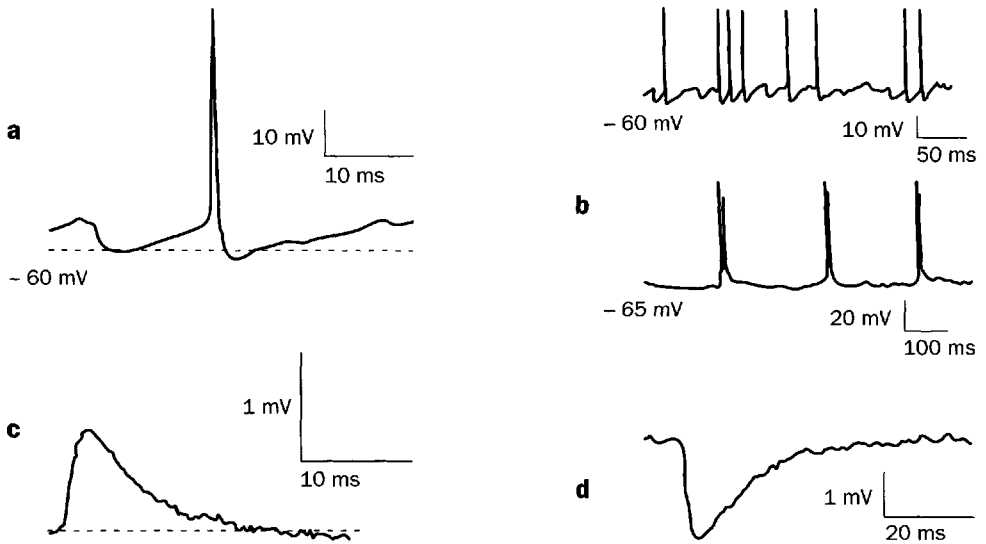 a
10 mV
10 ms
– 60 mV
– 60 mV
10 mV
50 ms
b
– 65 mV
20 mV
100 ms
c
1 mV
10 ms
d
1 mV
20 ms